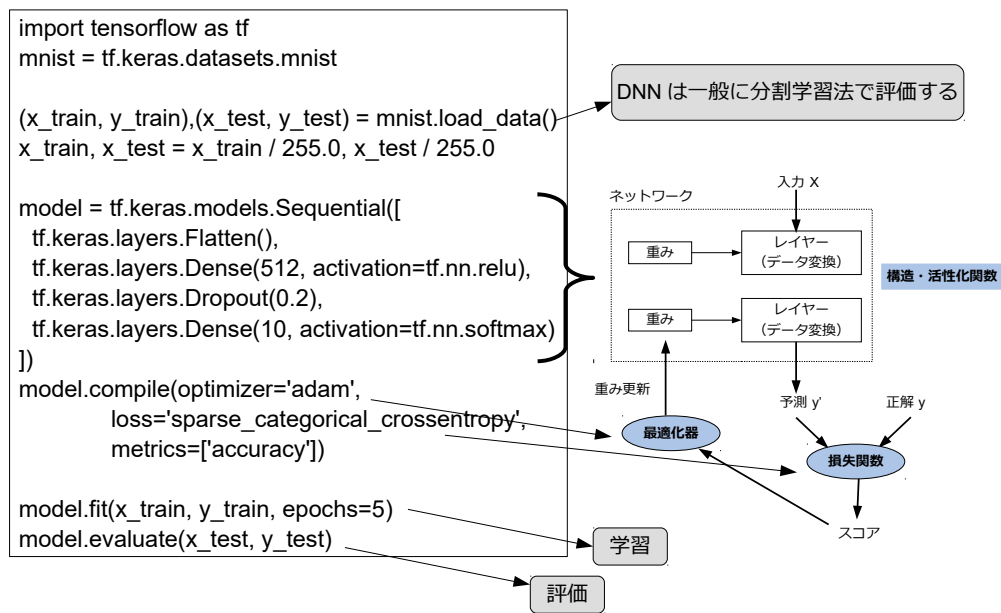 import tensorflow as tf
mnist = tf.keras.datasets.mnist
(x_train, y_train),(x_test, y_test) = mnist.load_data()
x_train, x_test = x_train / 255.0, x_test / 255.0
model = tf.keras.models.Sequential([
tf.keras.layers.Flatten(),
tf.keras.layers.Dense(512, activation=tf.nn.relu),
tf.keras.layers.Dropout(0.2),
tf.keras.layers.Dense(10, activation=tf.nn.softmax)
])
model.compile(optimizer='adam',
loss='sparse_categorical_crossentropy',
metrics=['accuracy'])
model.fit(x_train, y_train, epochs=5)
model.evaluate(x_test, y_test)
DNN は一般に分割学習法で評価する
入力 X
ネットワーク
重み
レイヤー
（データ変換）
構造・活性化関数
重み
レイヤー
（データ変換）
重み更新
予測 y'
正解 y
最適化器
損失関数
スコア
学習
評価